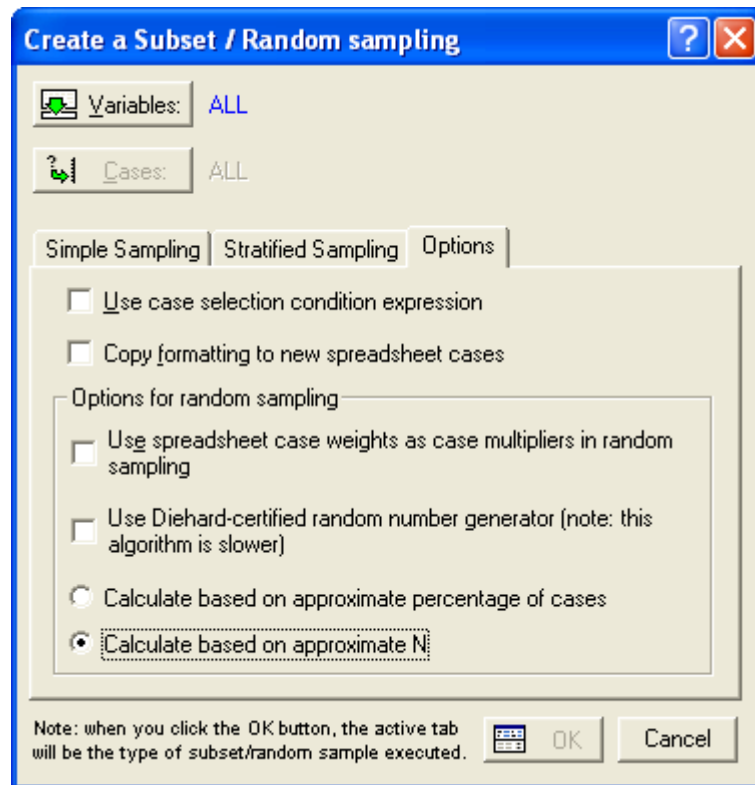 Create a Subset / Random sampling
Variables: ALL
Cases: ALL
Simple Sampling Stratified Sampling Options
Use case selection condition expression
Copy formatting to new spreadsheet cases
Options for random sampling
Use spreadsheet case weights as case multipliers in random
sampling
Use Diehard-certified random number generator (note: this
algorithm is slower)
Calculate based on approximate percentage of cases
Calculate based on approximate N
Note: when you click the OK button, the active tab
will be the type of subset/random sample executed.
OK Cancel